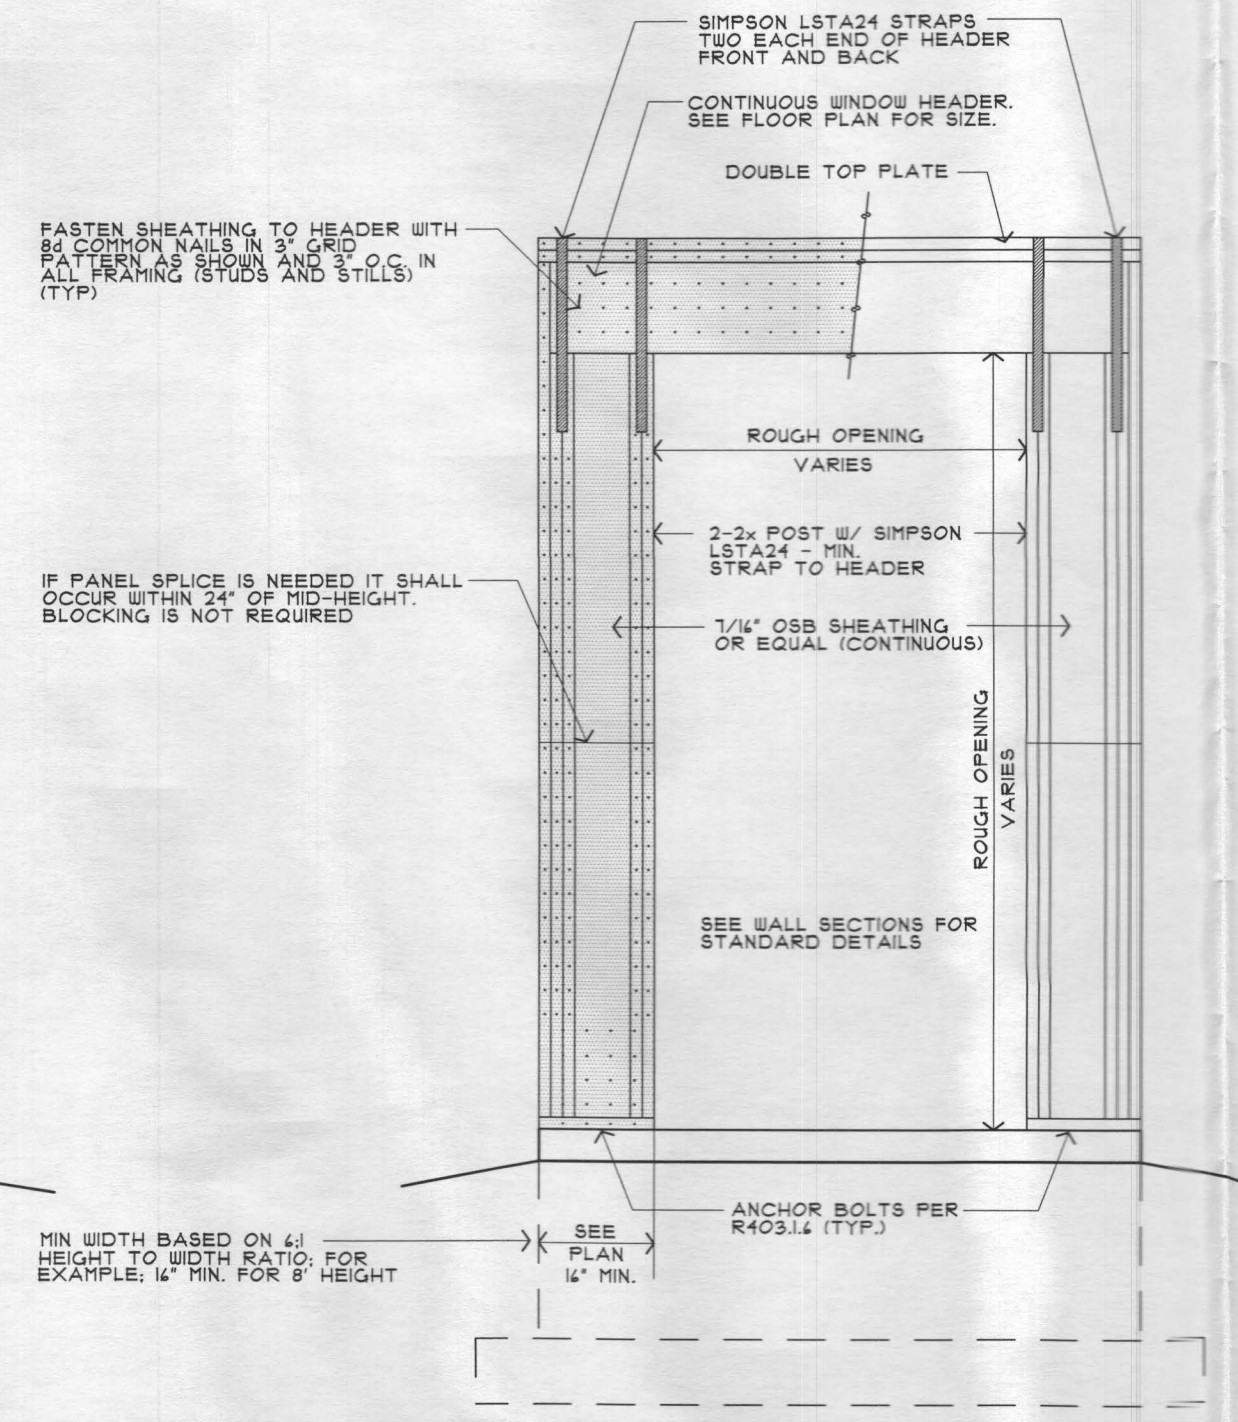 SIMPSON LSTA24 STRAPS
TWO EACH END OF HEADER
FRONT AND BACK
CONTINUOUS WINDOW HEADER.
SEE FLOOR PLAN FOR SIZE.
DOUBLE TOP PLATE
FASTEN SHEATHING TO HEADER WITH
8d COMMON NAILS IN 3" GRID
PATTERN AS SHOWN AND 3" O.C. IN
ALL FRAMING (STUDS AND STILLS)
(TYP)
ROUGH OPENING
VARIES
2-2x POST W/ SIMPSON
LSTA24 - MIN.
STRAP TO HEADER
IF PANEL SPLICE IS NEEDED IT SHALL
OCCUR WITHIN 24" OF MID-HEIGHT.
BLOCKING IS NOT REQUIRED
7/16" OSB SHEATHING
OR EQUAL (CONTINUOUS)
ROUGH OPENING
VARIES
SEE WALL SECTIONS FOR
STANDARD DETAILS
ANCHOR BOLTS PER
R403.1.6 (TYP.)
MIN WIDTH BASED ON 6:1
HEIGHT TO WIDTH RATIO: FOR
EXAMPLE: 16" MIN. FOR 8' HEIGHT
SEE
PLAN
16" MIN.